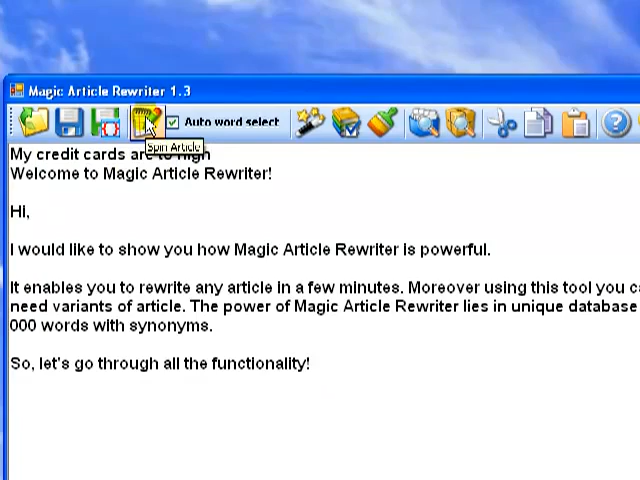 Magic Article Rewriter 1.3
Auto word select
Spin Article
My credit cards are to high
Welcome to Magic Article Rewriter!
Hi,
I would like to show you how Magic Article Rewriter is powerful.
It enables you to rewrite any article in a few minutes. Moreover using this tool you ca
need variants of article. The power of Magic Article Rewriter lies in unique database
000 words with synonyms.
So, let's go through all the functionality!